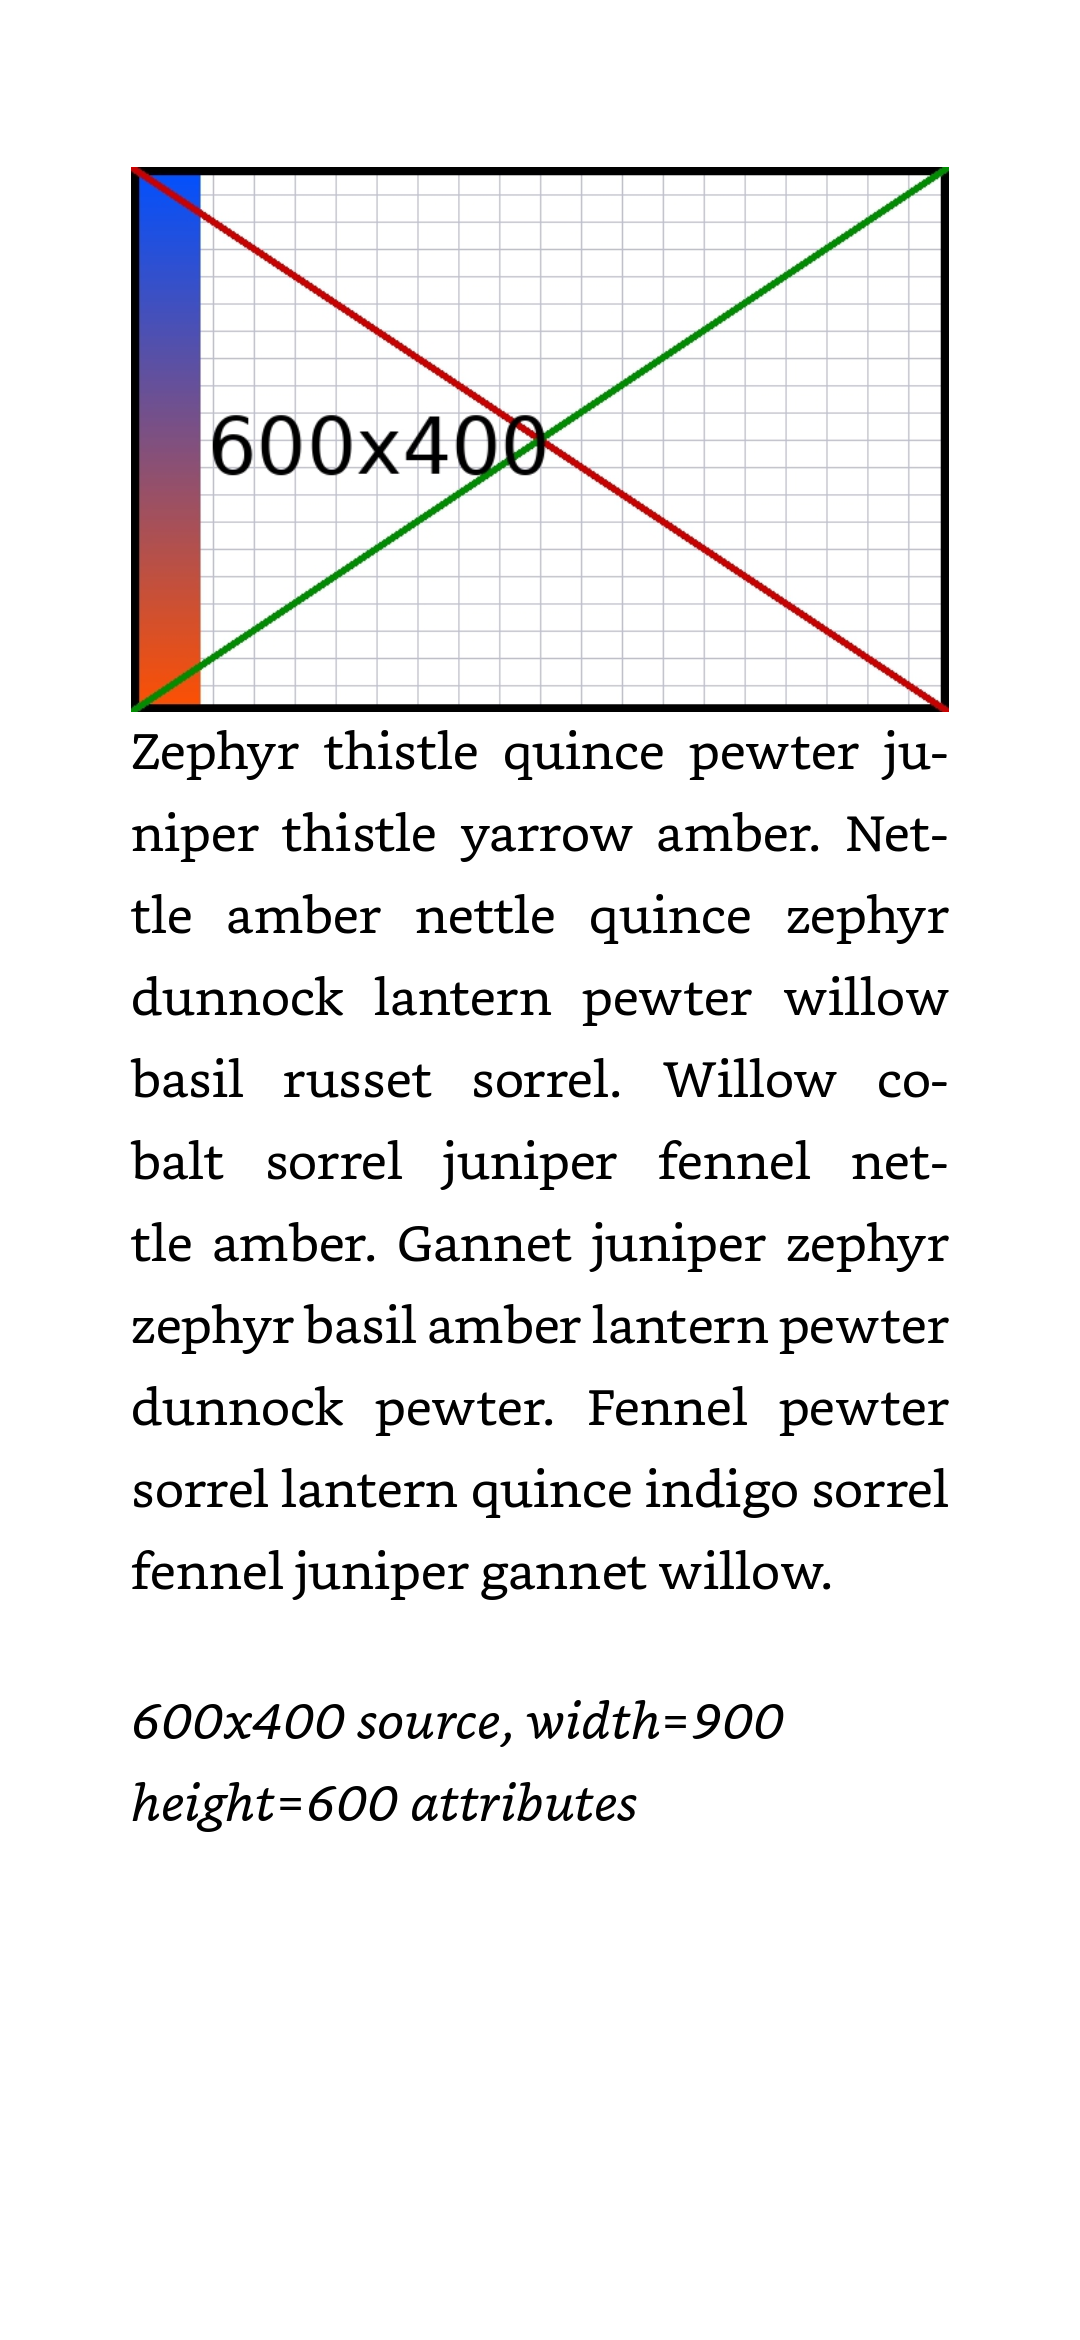 600x400
Zephyr thistle quince pewter ju-
niper thistle yarrow amber. Net-
tle amber nettle quince zephyr
dunnock lantern pewter willow
basil russet sorrel. Willow co-
balt sorrel juniper fennel net-
tle amber. Gannet juniper zephyr
zephyr basil amber lantern pewter
dunnock pewter. Fennel pewter
sorrel lantern quince indigo sorrel
fennel juniper gannet willow.
600x400 source, width=900
height=600 attributes